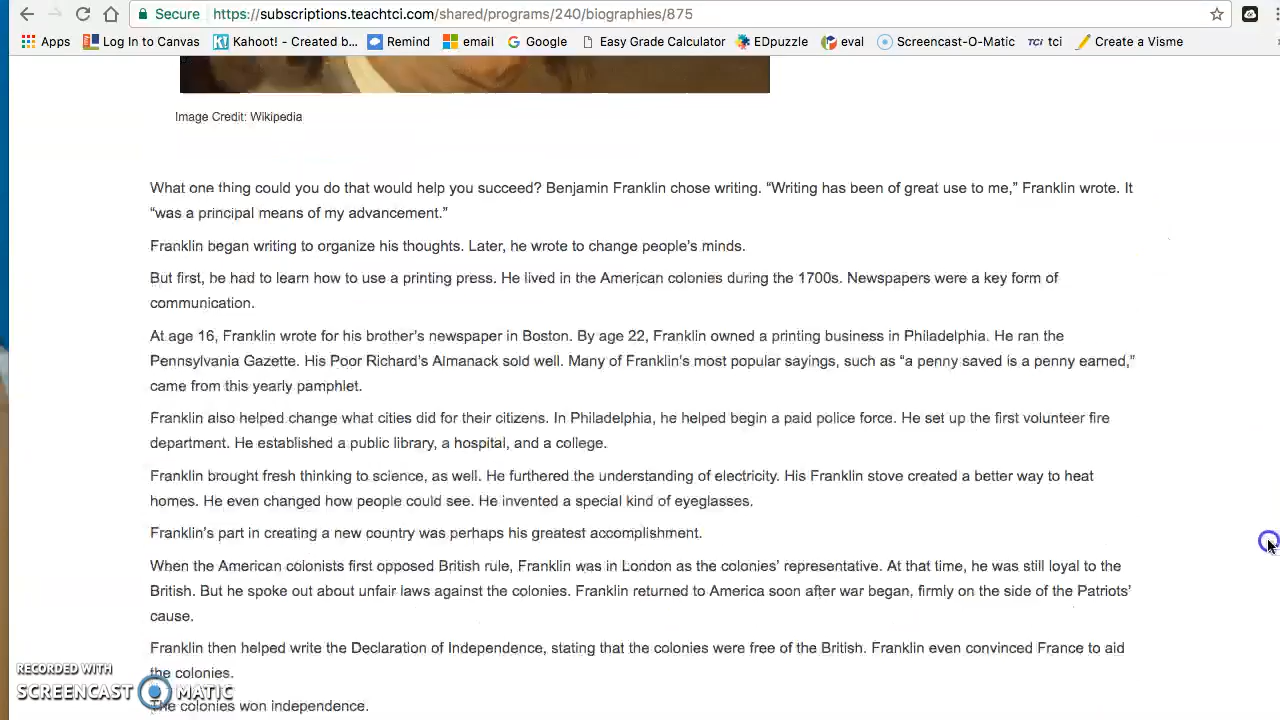 Secure https://subscriptions.teachtci.com/shared/programs/240/biographies/875
Apps Log In to Canvas Kahoot! - Created b... Remind email Google Easy Grade Calculator EDpuzzle eval Screencast-O-Matic TCi tci Create a Visme
Image Credit: Wikipedia
What one thing could you do that would help you succeed? Benjamin Franklin chose writing. “Writing has been of great use to me,” Franklin wrote. It
“was a principal means of my advancement.”
Franklin began writing to organize his thoughts. Later, he wrote to change people’s minds.
But first, he had to learn how to use a printing press. He lived in the American colonies during the 1700s. Newspapers were a key form of
communication.
At age 16, Franklin wrote for his brother’s newspaper in Boston. By age 22, Franklin owned a printing business in Philadelphia. He ran the
Pennsylvania Gazette. His Poor Richard’s Almanack sold well. Many of Franklin’s most popular sayings, such as “a penny saved is a penny earned,”
came from this yearly pamphlet.
Franklin also helped change what cities did for their citizens. In Philadelphia, he helped begin a paid police force. He set up the first volunteer fire
department. He established a public library, a hospital, and a college.
Franklin brought fresh thinking to science, as well. He furthered the understanding of electricity. His Franklin stove created a better way to heat
homes. He even changed how people could see. He invented a special kind of eyeglasses.
Franklin’s part in creating a new country was perhaps his greatest accomplishment.
When the American colonists first opposed British rule, Franklin was in London as the colonies’ representative. At that time, he was still loyal to the
British. But he spoke out about unfair laws against the colonies. Franklin returned to America soon after war began, firmly on the side of the Patriots’
cause.
Franklin then helped write the Declaration of Independence, stating that the colonies were free of the British. Franklin even convinced France to aid
the colonies.
The colonies won independence.
RECORDED WITH
SCREENCAST MATIC